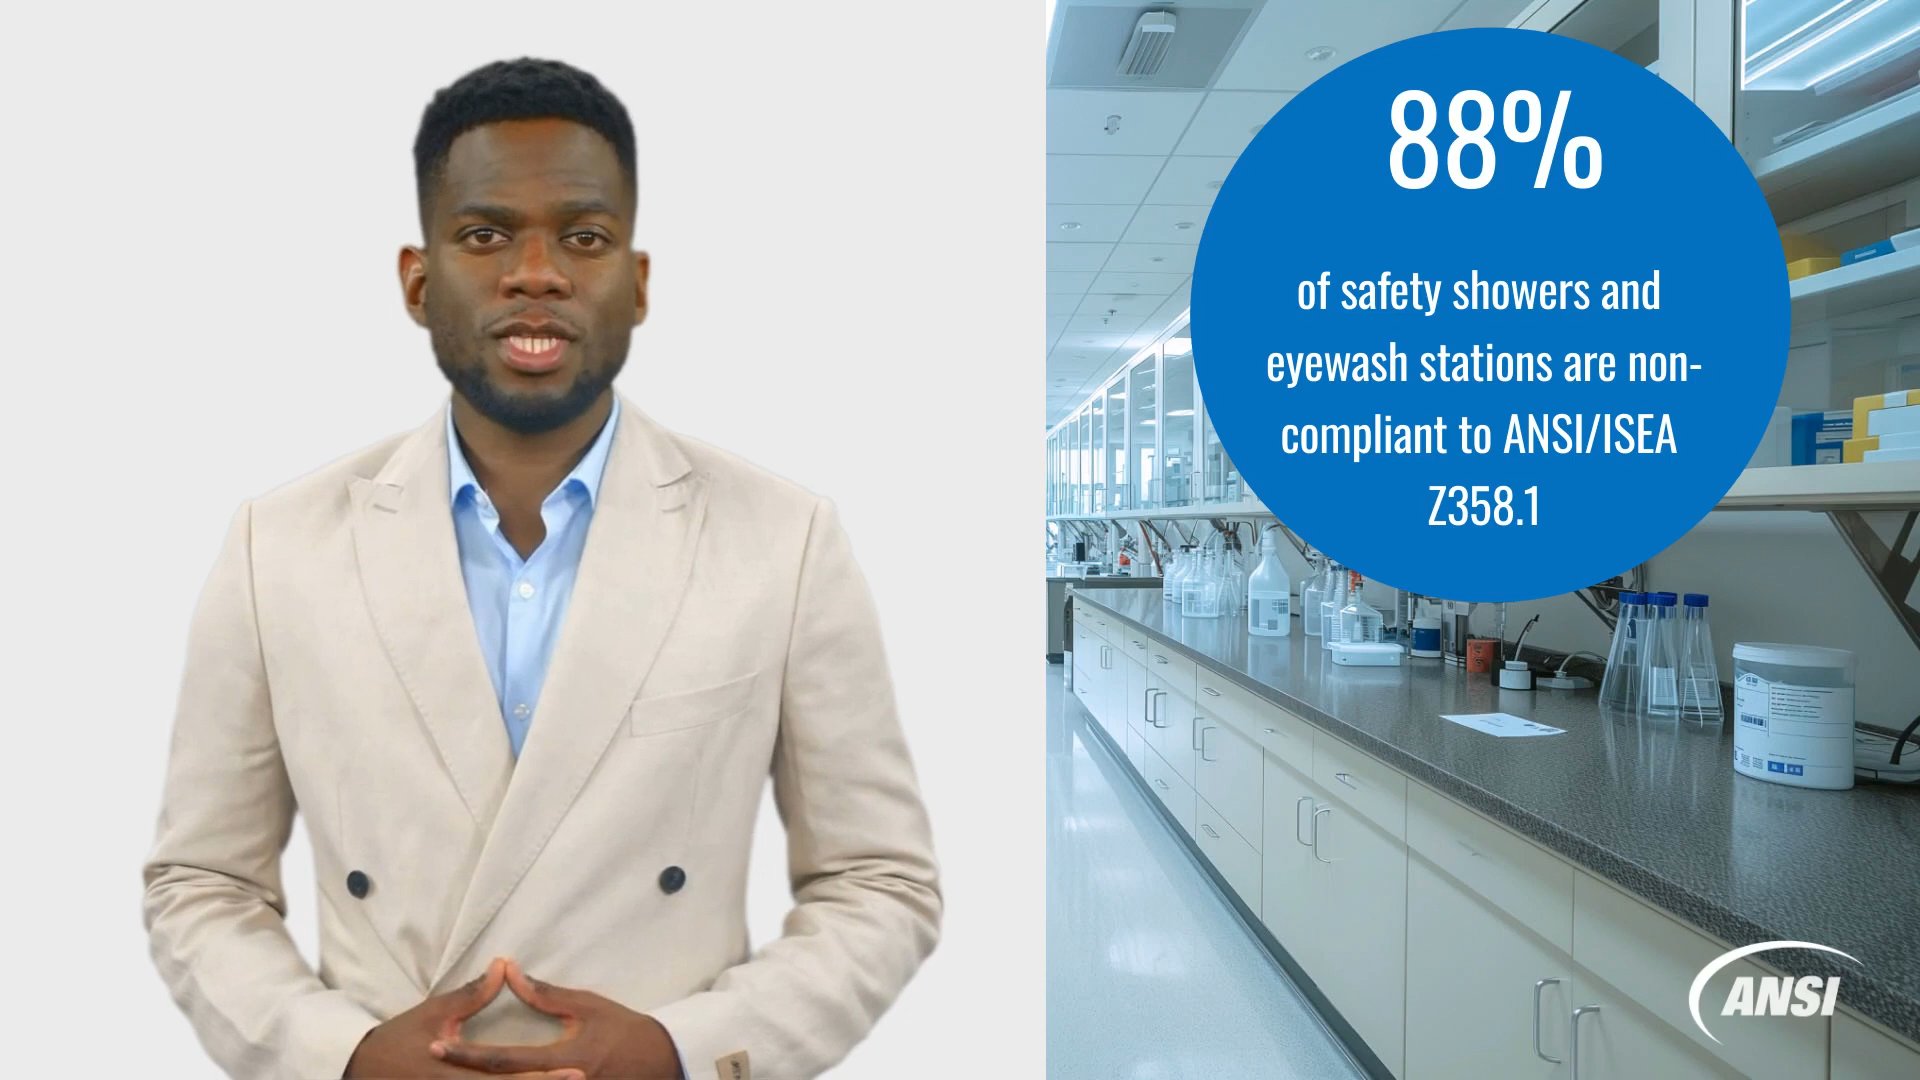 88%
of safety showers and
eyewash stations are non-
compliant to ANSI/ISEA
Z358.1
ANSI